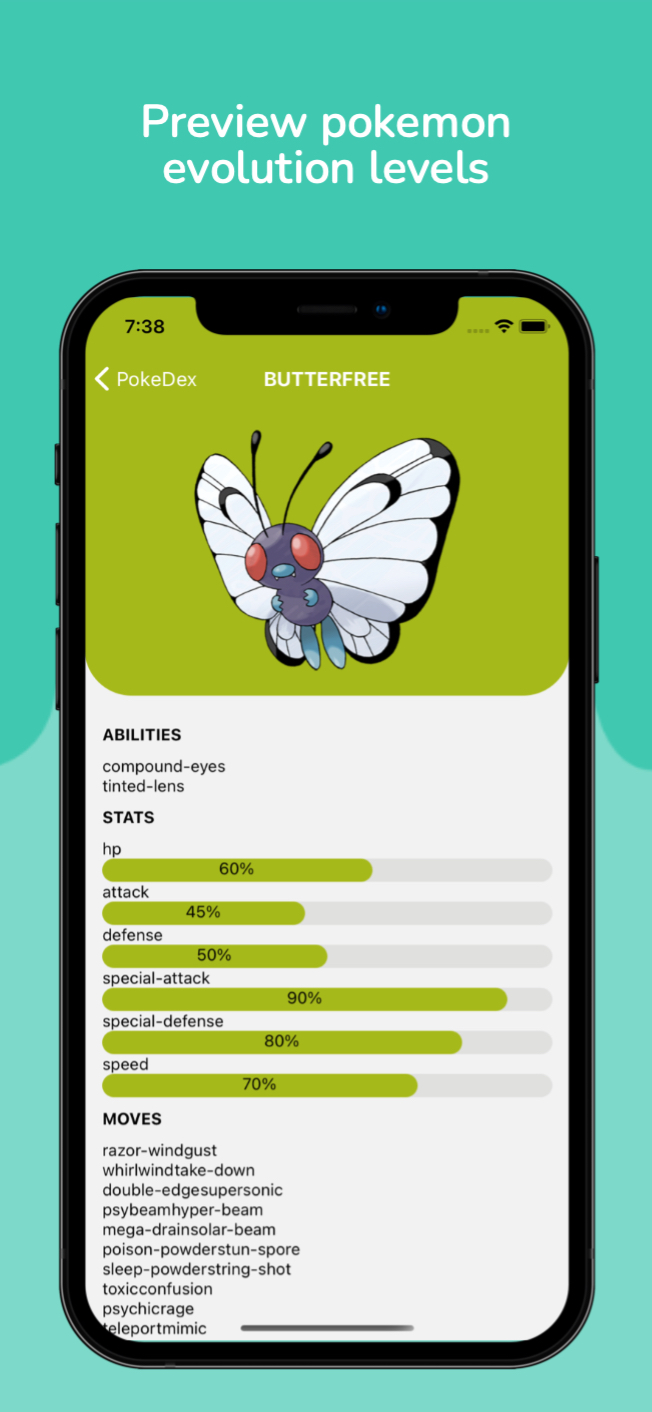 Preview pokemon
evolution levels
7:38
PokeDex BUTTERFREE
ABILITIES
compound-eyes
tinted-lens
STATS
hp
60%
attack
45%
defense
50%
special-attack
90%
special-defense
80%
speed
70%
MOVES
razor-windgust
whirlwindtake-down
double-edgesupersonic
psybeamhyper-beam
mega-drainsolar-beam
poison-powderstun-spore
sleep-powderstring-shot
toxicconfusion
psychicrage
teleportmimic